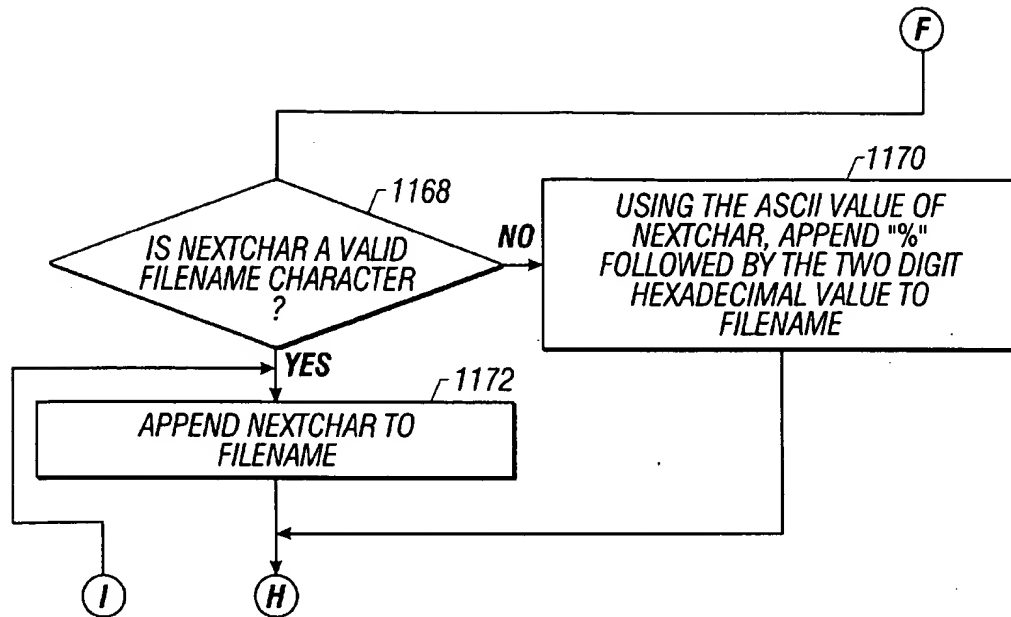 F
1168
IS NEXTCHAR A VALID
FILENAME CHARACTER
?
NO
1170
USING THE ASCII VALUE OF
NEXTCHAR, APPEND "%"
FOLLOWED BY THE TWO DIGIT
HEXADECIMAL VALUE TO
FILENAME
YES
1172
APPEND NEXTCHAR TO
FILENAME
I
H